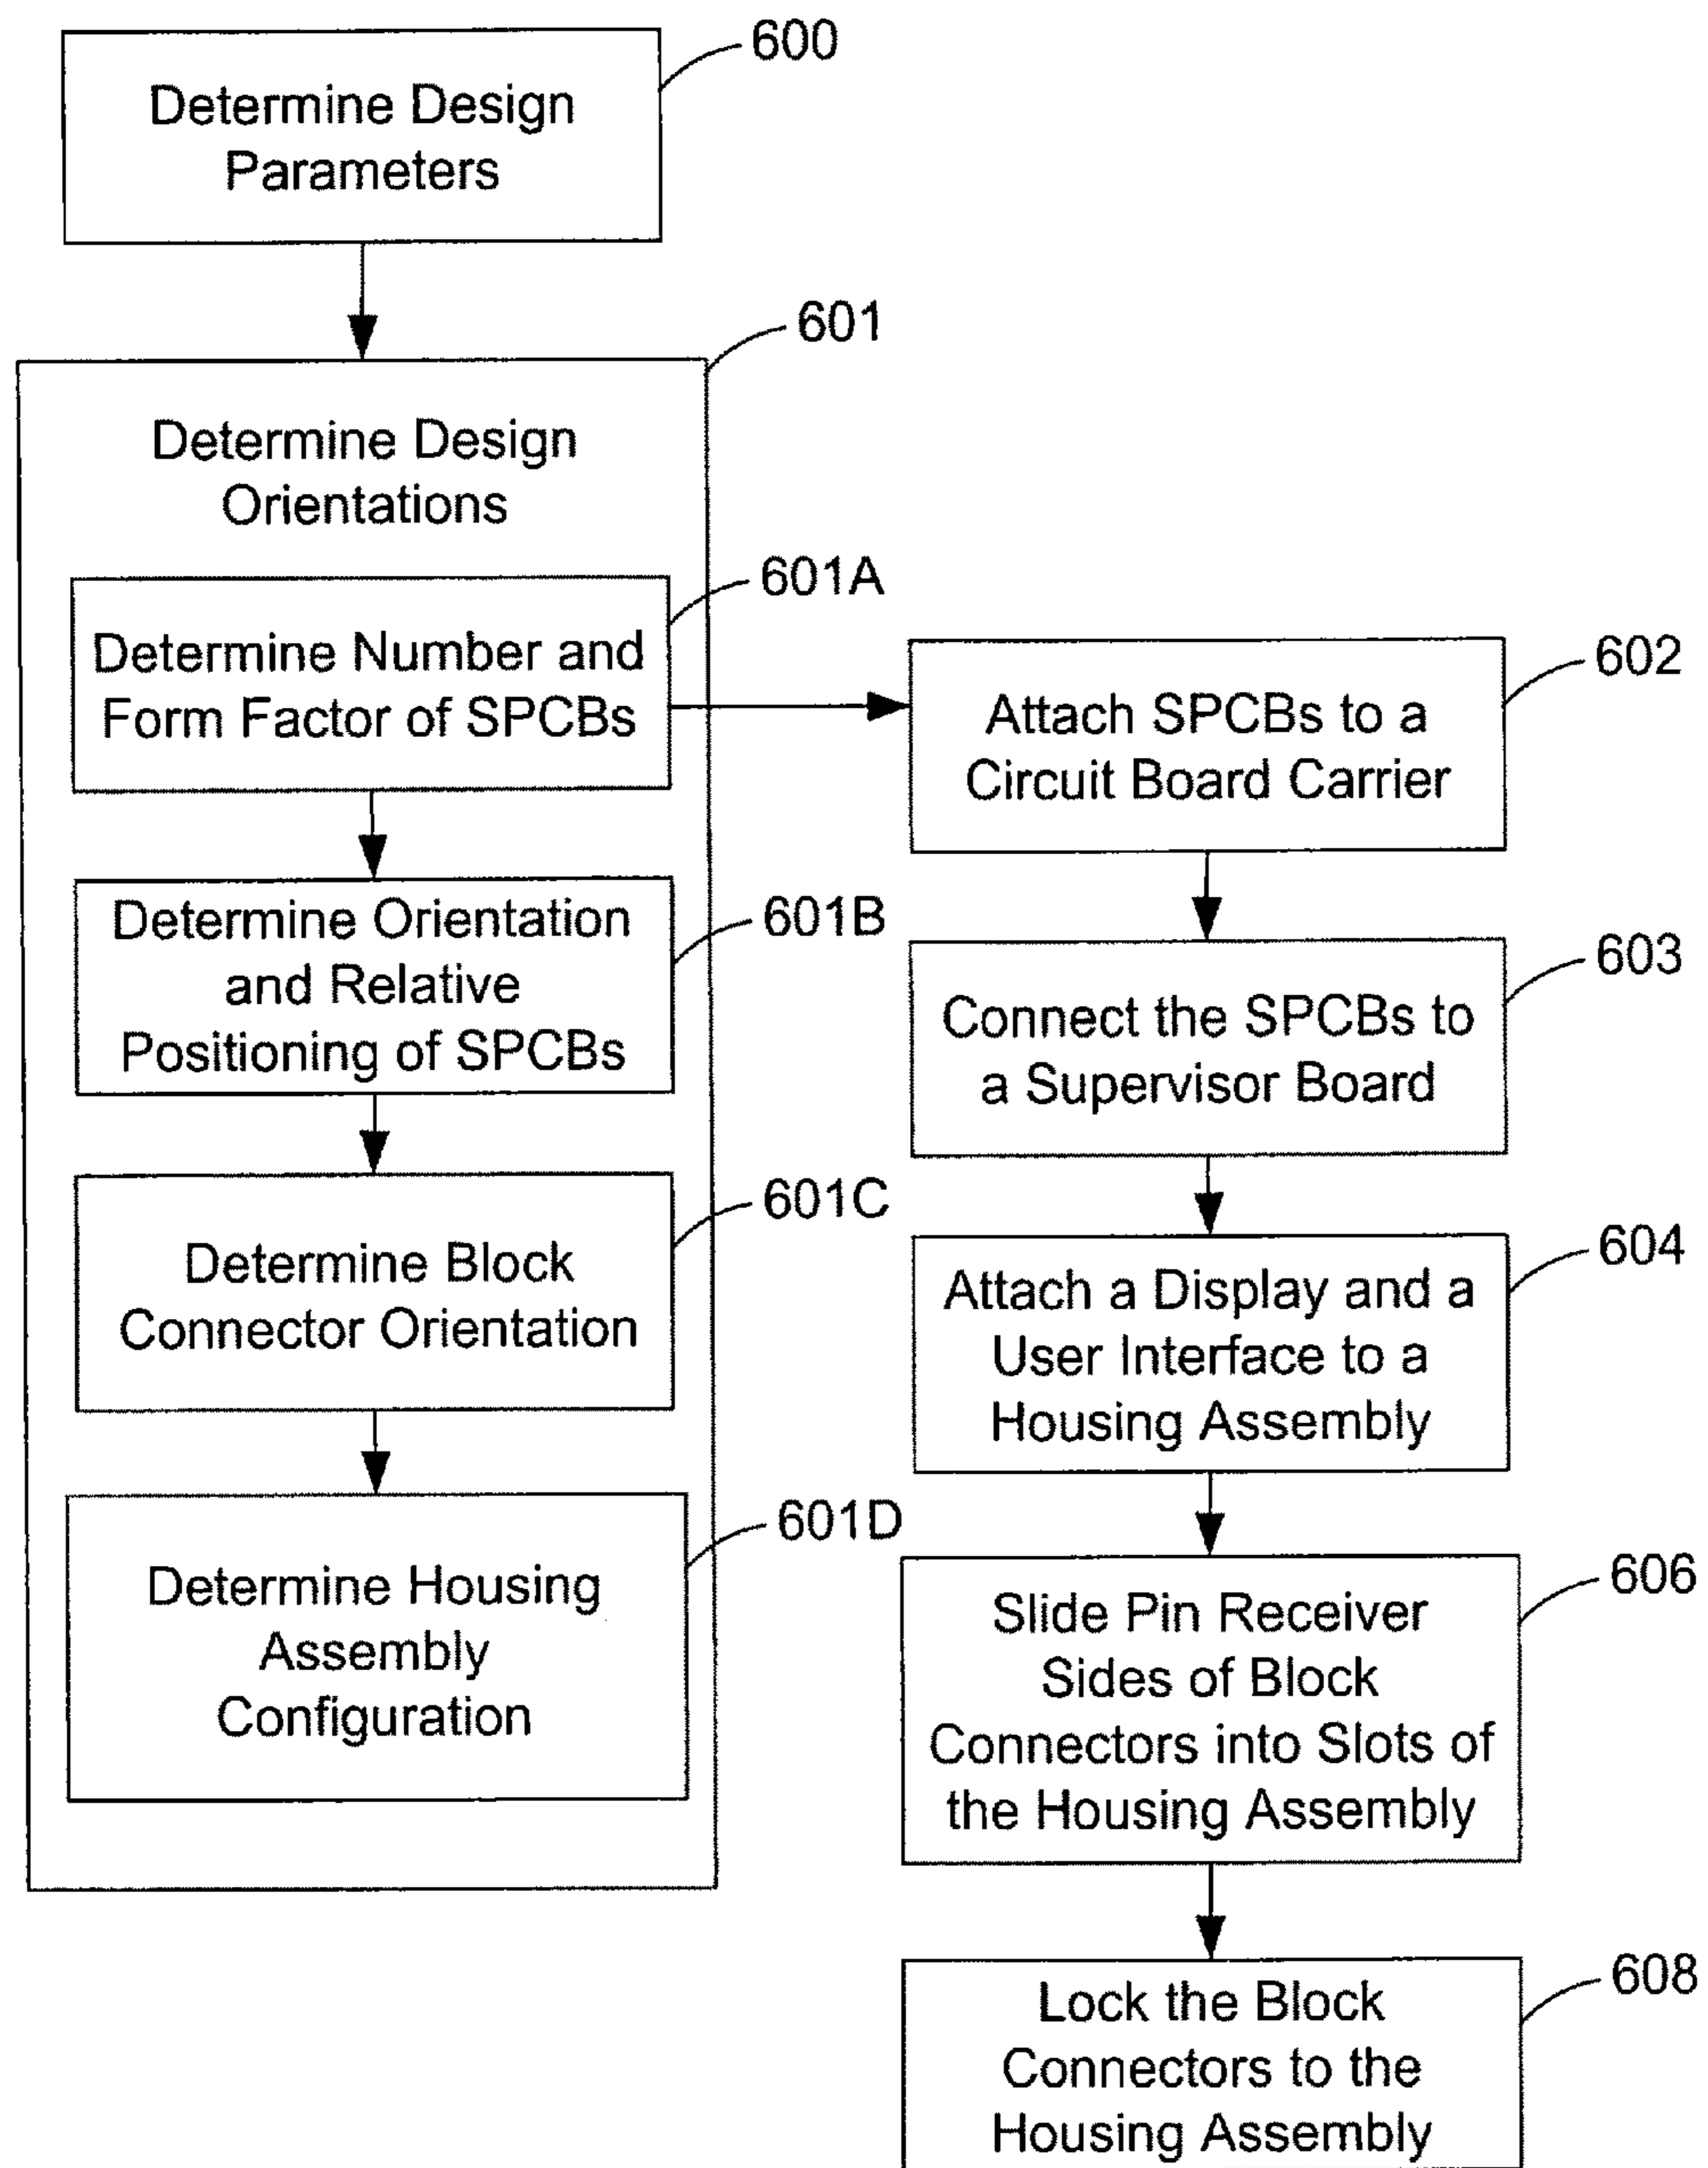 600
Determine Design
Parameters
601
Determine Design
Orientations
601A
Determine Number and
Form Factor of SPCBs
601B
Determine Orientation
and Relative
Positioning of SPCBs
601C
Determine Block
Connector Orientation
601D
Determine Housing
Assembly
Configuration
602
Attach SPCBs to a
Circuit Board Carrier
603
Connect the SPCBs to
a Supervisor Board
604
Attach a Display and a
User Interface to a
Housing Assembly
606
Slide Pin Receiver
Sides of Block
Connectors into Slots of
the Housing Assembly
608
Lock the Block
Connectors to the
Housing Assembly